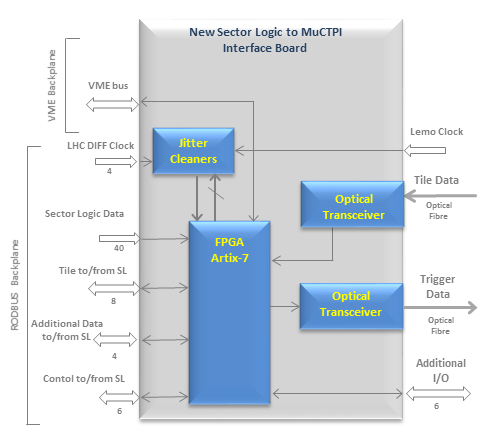 New Sector Logic to MuCTPI
Interface Board
VME Backplane
VME bus
LHC DIFF Clock
4
Jitter
Cleaners
Lemo Clock
Tile Data
Optical
Fibre
Optical
Transceiver
RODBUS Backplane
Sector Logic Data
40
FPGA
Artix-7
Tile to/from SL
8
Optical
Transceiver
Trigger
Data
Optical
Fibre
Additional Data
to/from SL
4
Contol to/from SL
6
Additional
I/O
6